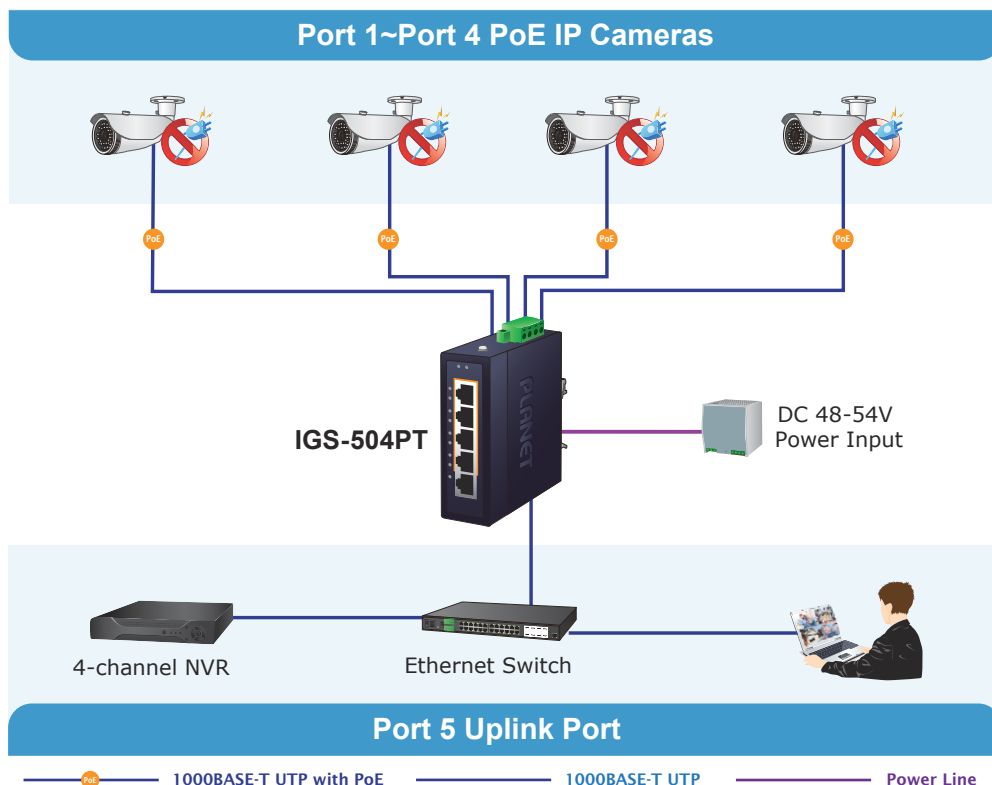 Port 1~Port 4 PoE IP Cameras
PoE
PoE
PoE
PoE
PLANET
IGS-504PT
DC 48-54V
Power Input
4-channel NVR
Ethernet Switch
Port 5 Uplink Port
PoE
1000BASE-T UTP with PoE
1000BASE-T UTP
Power Line